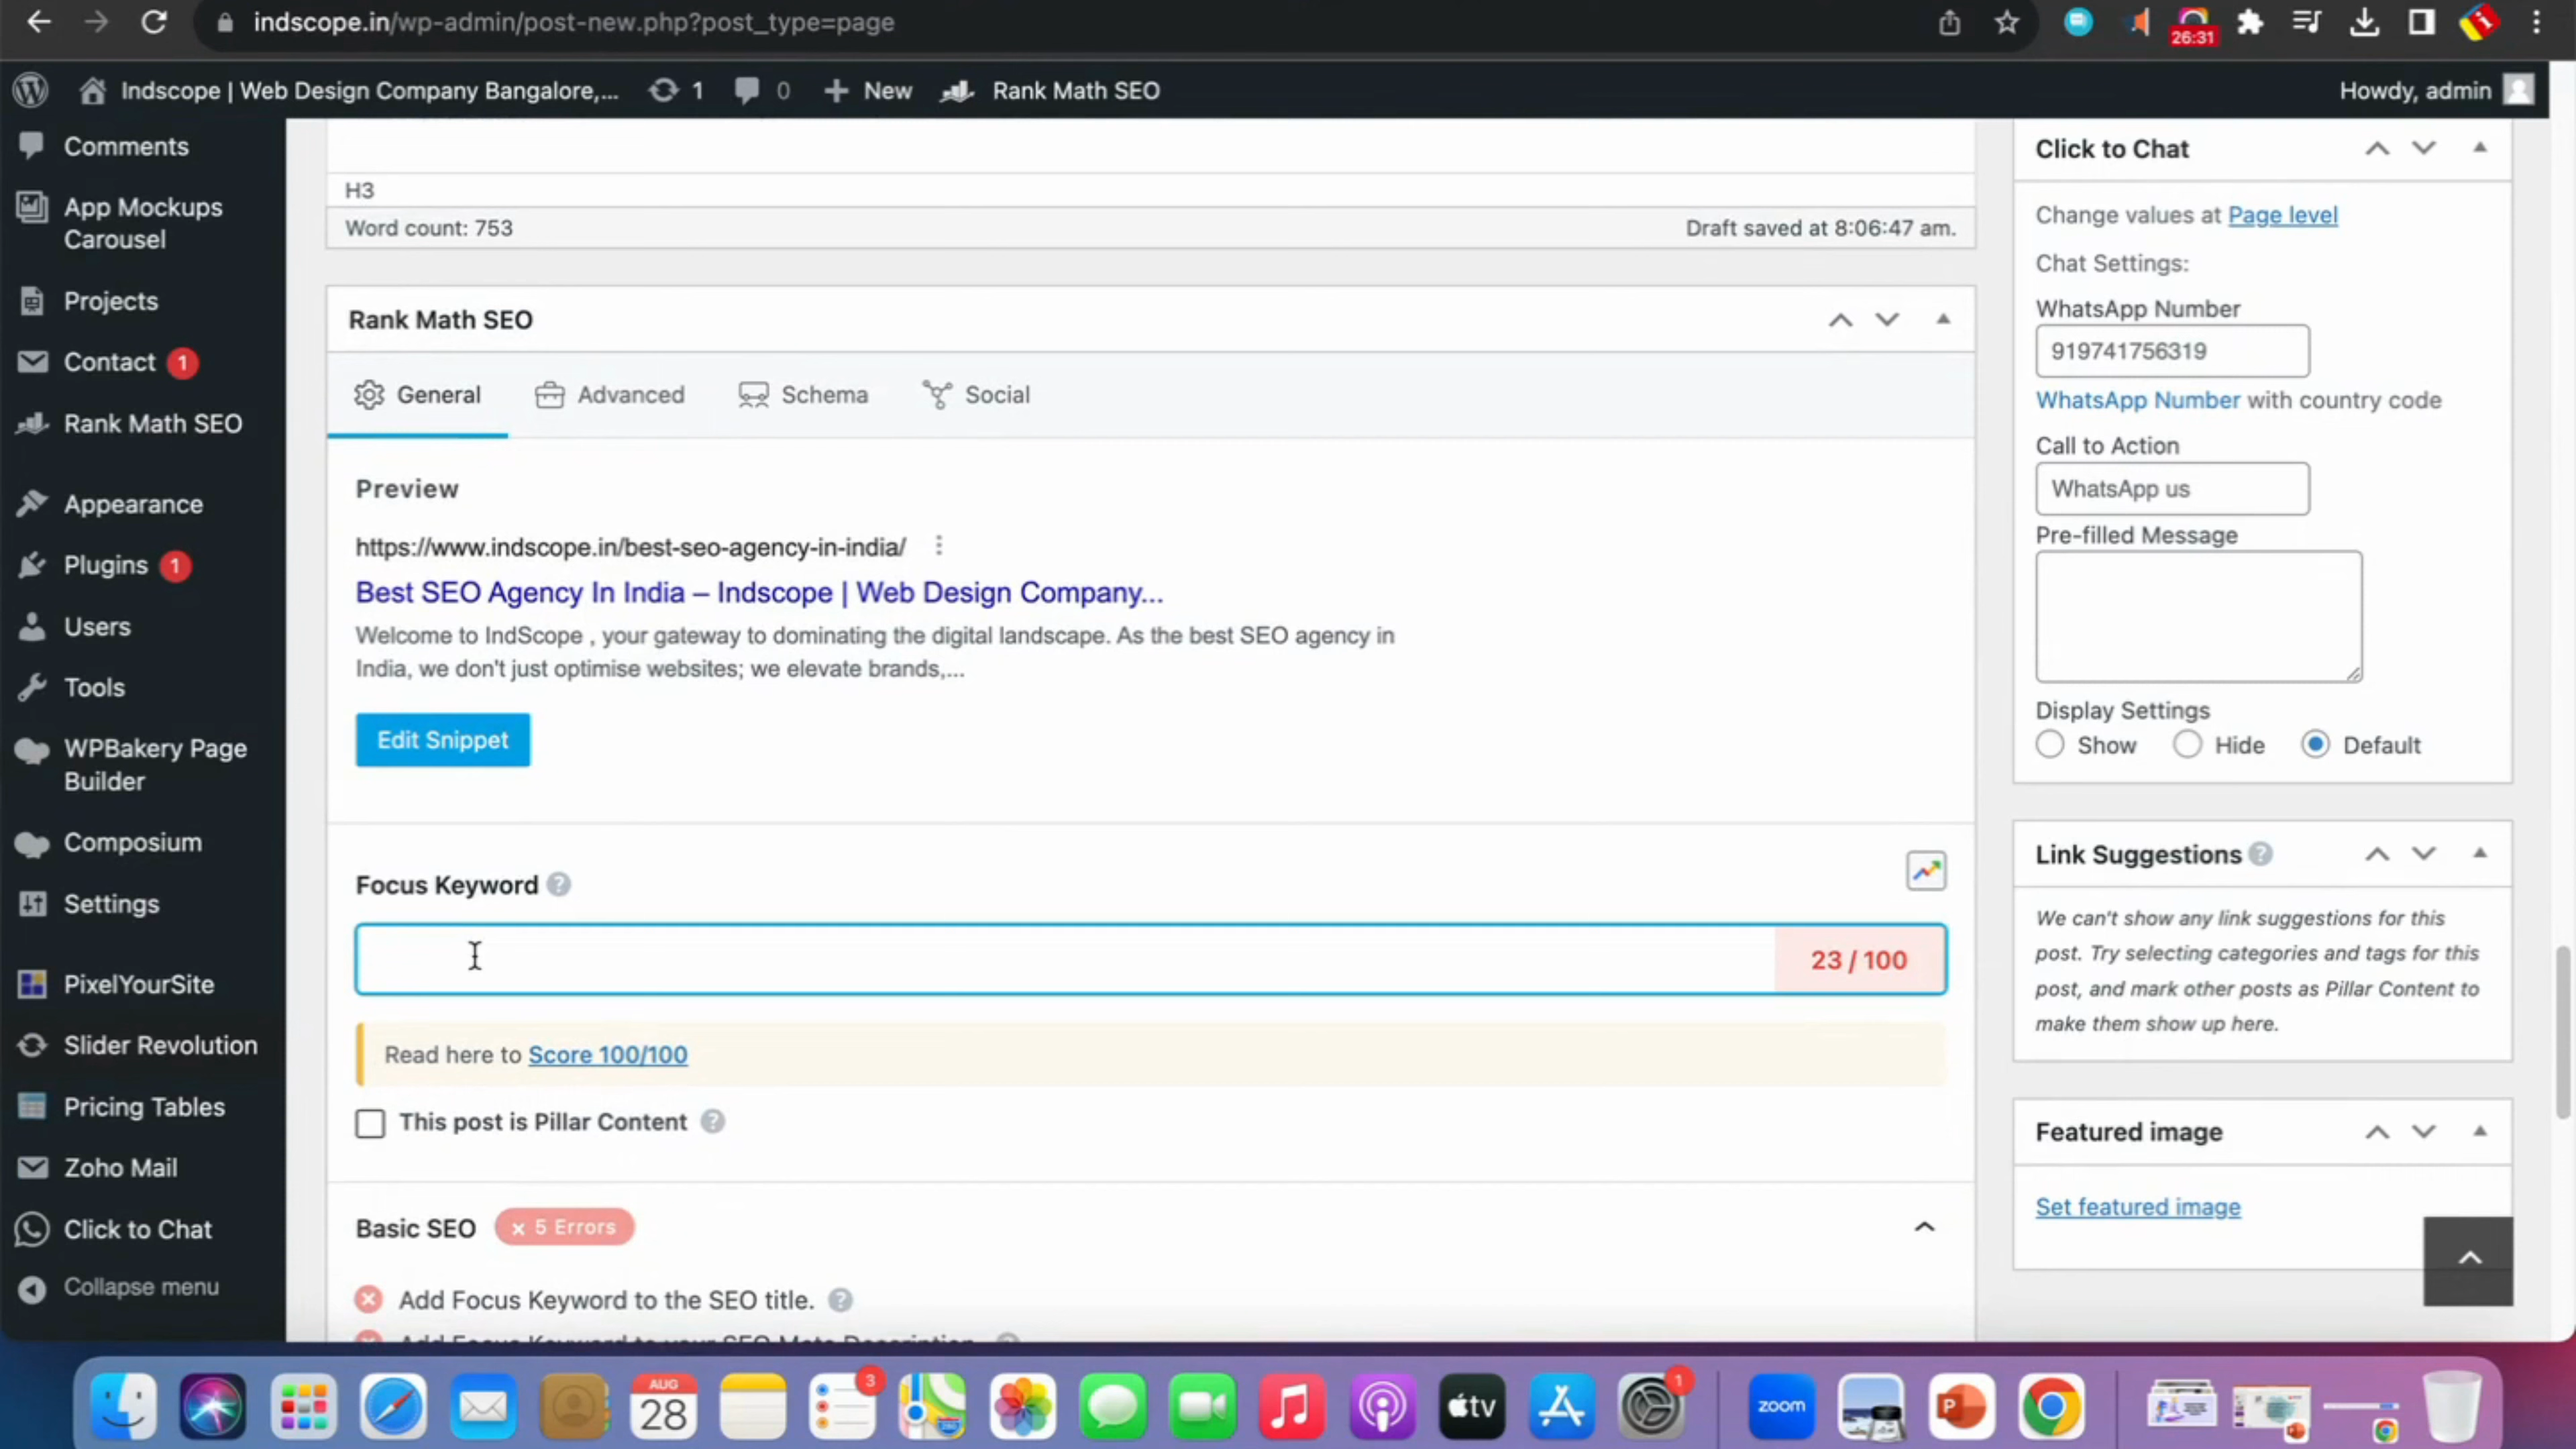 indscope.in/wp-admin/post-new.php?post_type=page
26:31
Indscope | Web Design Company Bangalore,...
1
0
New
Rank Math SEO
Howdy, admin
Comments
App Mockups
Carousel
Projects
Contact 1
Rank Math SEO
Appearance
Plugins 1
Users
Tools
WPBakery Page
Builder
Composium
Settings
PixelYourSite
Slider Revolution
Pricing Tables
Zoho Mail
Click to Chat
Collapse menu
H3
Word count: 753
Draft saved at 8:06:47 am.
Rank Math SEO
General
Advanced
Schema
Social
Preview
https://www.indscope.in/best-seo-agency-in-india/
Best SEO Agency In India – Indscope | Web Design Company...
Welcome to IndScope , your gateway to dominating the digital landscape. As the best SEO agency in
India, we don't just optimise websites; we elevate brands,...
Edit Snippet
Focus Keyword
23 / 100
Read here to Score 100/100
This post is Pillar Content
Basic SEO
× 5 Errors
Add Focus Keyword to the SEO title.
Add Focus Keyword to your SEO Meta Description.
Click to Chat
Change values at Page level
Chat Settings:
WhatsApp Number
919741756319
WhatsApp Number with country code
Call to Action
WhatsApp us
Pre-filled Message
Display Settings
Show
Hide
Default
Link Suggestions
We can't show any link suggestions for this
post. Try selecting categories and tags for this
post, and mark other posts as Pillar Content to
make them show up here.
Featured image
Set featured image
AUG
28
3
tv
1
zoom
P